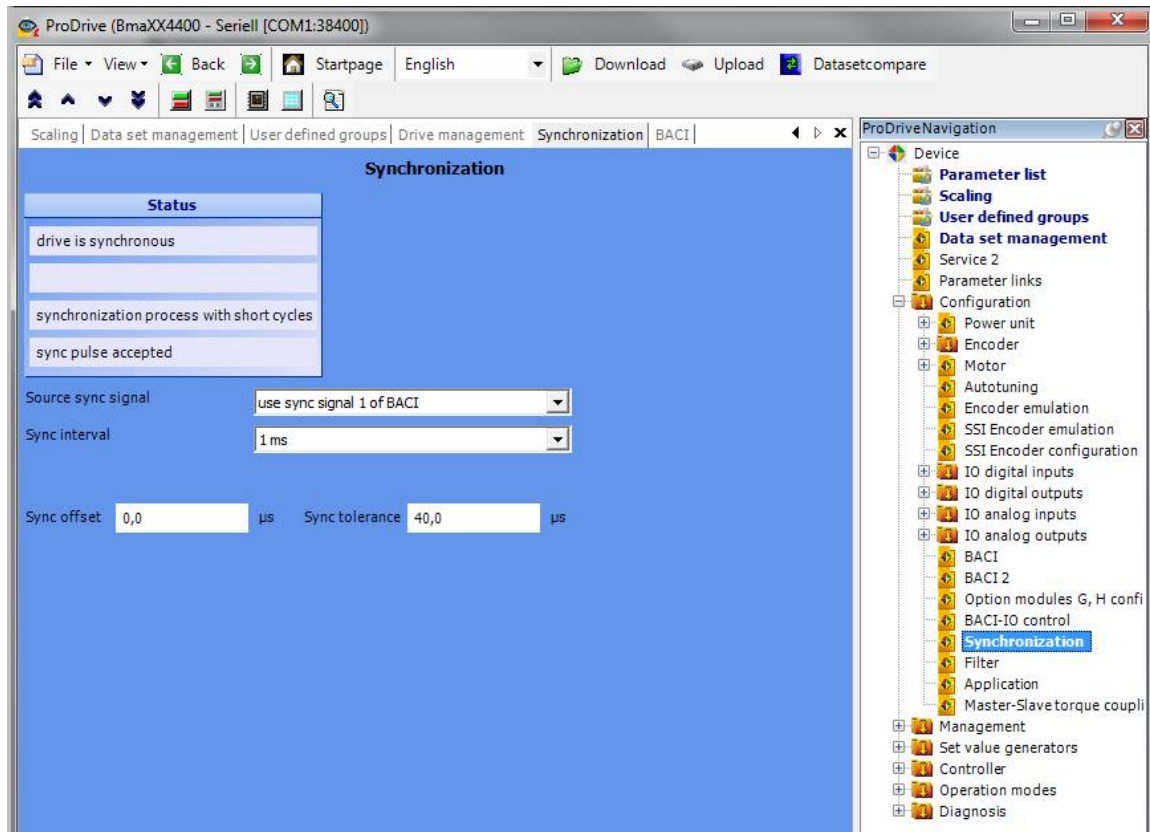 ProDrive (BmaXX4400 - Seriell [COM1:38400])
File View Back Startpage English Download Upload Datasetcompare
Scaling Data set management User defined groups Drive management Synchronization BACI
Synchronization
Status
drive is synchronous
synchronization process with short cycles
sync pulse accepted
Source sync signal use sync signal 1 of BACI
Sync interval 1 ms
Sync offset 0,0 µs Sync tolerance 40,0 µs
ProDriveNavigation
Device
Parameter list
Scaling
User defined groups
Data set management
Service 2
Parameter links
Configuration
Power unit
Encoder
Motor
Autotuning
Encoder emulation
SSI Encoder emulation
SSI Encoder configuration
IO digital inputs
IO digital outputs
IO analog inputs
IO analog outputs
BACI
BACI 2
Option modules G, H confi
BACI-IO control
Synchronization
Filter
Application
Master-Slave torque coupli
Management
Set value generators
Controller
Operation modes
Diagnosis